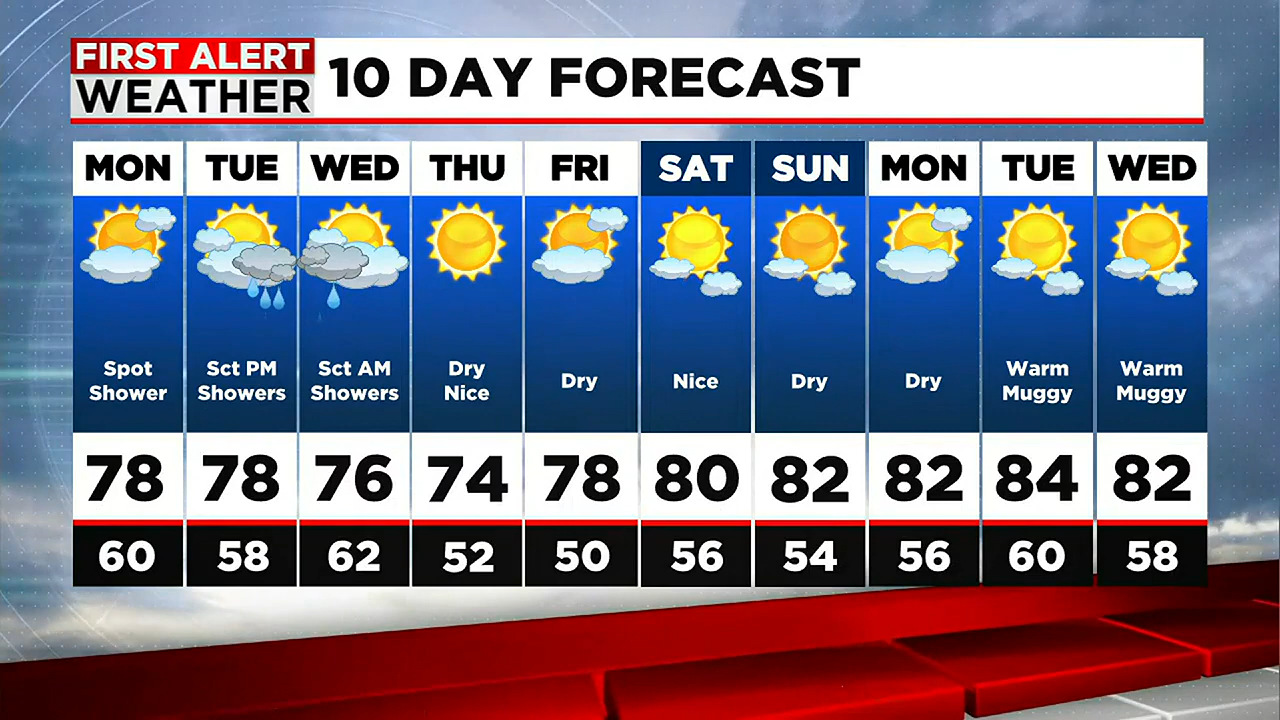 FIRST ALERT
WEATHER
10 DAY FORECAST
MON TUE WED THU FRI SAT SUN MON TUE WED
Spot Shower
Sct PM Showers
Sct AM Showers
Dry Nice
Dry
Nice
Dry
Dry
Warm Muggy
Warm Muggy
78 78 76 74 78 80 82 82 84 82
60 58 62 52 50 56 54 56 60 58